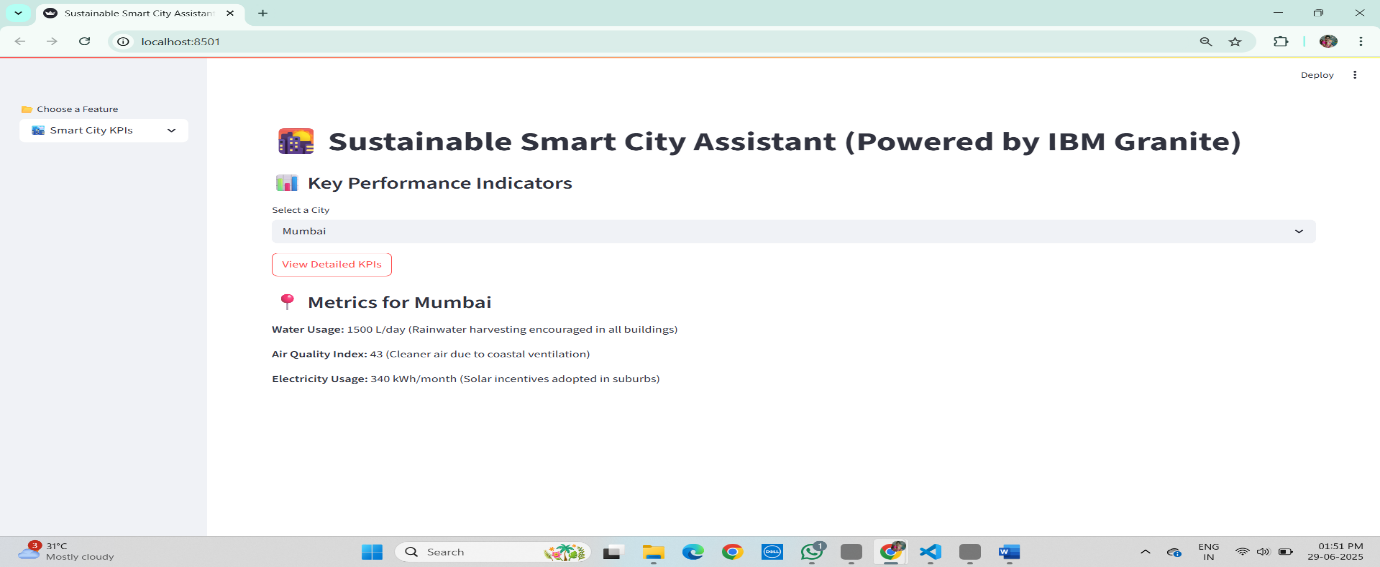 Sustainable Smart City Assistant
localhost:8501
Deploy
Choose a Feature
Smart City KPIs
Sustainable Smart City Assistant (Powered by IBM Granite)
Key Performance Indicators
Select a City
Mumbai
View Detailed KPIs
Metrics for Mumbai
Water Usage: 1500 L/day (Rainwater harvesting encouraged in all buildings)
Air Quality Index: 43 (Cleaner air due to coastal ventilation)
Electricity Usage: 340 kWh/month (Solar incentives adopted in suburbs)
3
31°C
Mostly cloudy
Search
DELL
1
W
ENG
IN
01:51 PM
29-06-2025